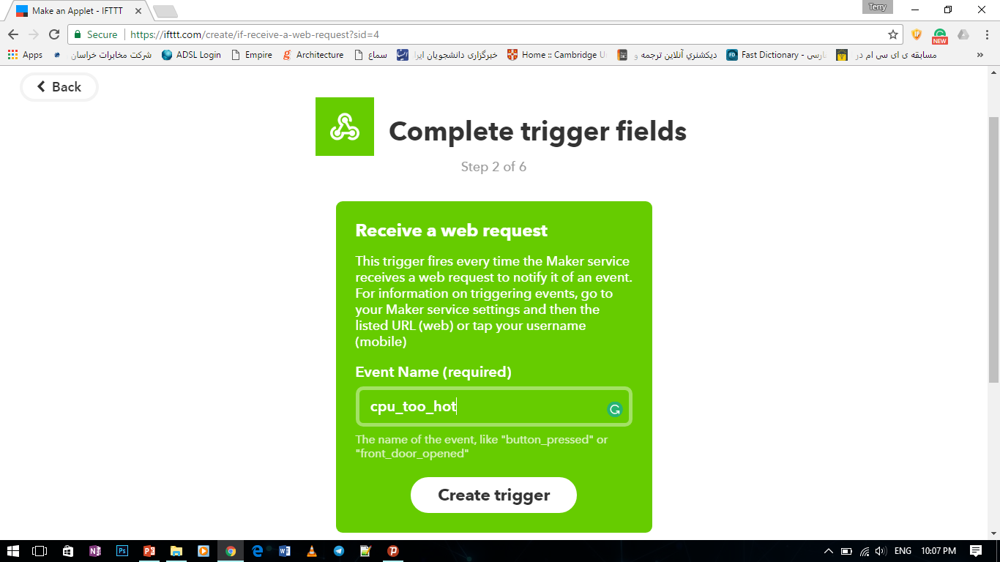 Make an Applet - IFTTT
Terry
Secure https://ifttt.com/create/if-receive-a-web-request?sid=4
NEW
Apps شرکت مخابرات خراسان ADSL Login Empire Architecture سماع خبرگزاری دانشجویان ایرا Home :: Cambridge دیکشنري آنلاین ترجمه و Fast Dictionary - مسابقه ی ای سی ام در »
Back
Complete trigger fields
Step 2 of 6
Receive a web request
This trigger fires every time the Maker service
receives a web request to notify it of an event.
For information on triggering events, go to
your Maker service settings and then the
listed URL (web) or tap your username
(mobile)
Event Name (required)
cpu_too_hot
The name of the event, like "button_pressed" or
"front_door_opened"
Create trigger
ENG 10:07 PM